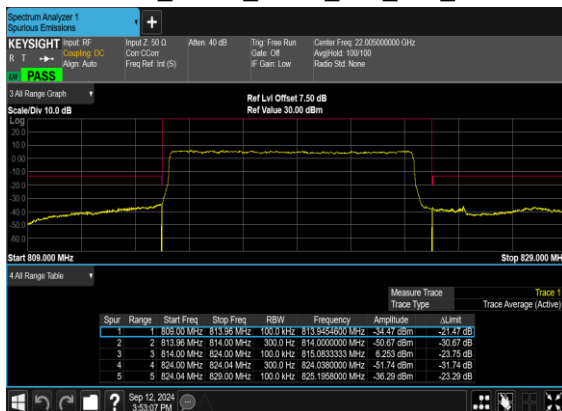 Spectrum Analyzer 1
Spurious Emissions
KEYSIGHT
R T
PASS
Input: RF
Coupling: DC
Align: Auto
Input Z: 50 Ω
Corr CCorr
Freq Ref: Int (S)
Atten: 40 dB
Trig: Free Run
Gate: Off
IF Gain: Low
Center Freq: 22.005000000 GHz
Avg|Hold: 100/100
Radio Std: None
3 All Range Graph
Scale/Div 10.0 dB
Ref Lvl Offset 7.50 dB
Ref Value 30.00 dBm
Log
20.0
10.0
0.00
-10.0
-20.0
-30.0
-40.0
-50.0
-60.0
Start 809.000 MHz
Stop 829.000 MH
4 All Range Table
Measure Trace Trace 1
Trace Type Trace Average (Active)
Spur Range Start Freq Stop Freq RBW Frequency Amplitude ΔLimit
1 1 809.00 MHz 813.96 MHz 100.0 kHz 813.9454600 MHz -34.47 dBm -21.47 dB
2 2 813.96 MHz 814.00 MHz 300.0 Hz 814.0000000 MHz -50.67 dBm -30.67 dB
3 3 814.00 MHz 824.00 MHz 100.0 kHz 815.0833333 MHz 6.253 dBm -23.75 dB
4 4 824.00 MHz 824.04 MHz 300.0 Hz 824.0380000 MHz -51.74 dBm -31.74 dB
5 5 824.04 MHz 829.00 MHz 100.0 kHz 825.1958000 MHz -36.29 dBm -23.29 dB
?
Sep 12, 2024
3:53:07 PM